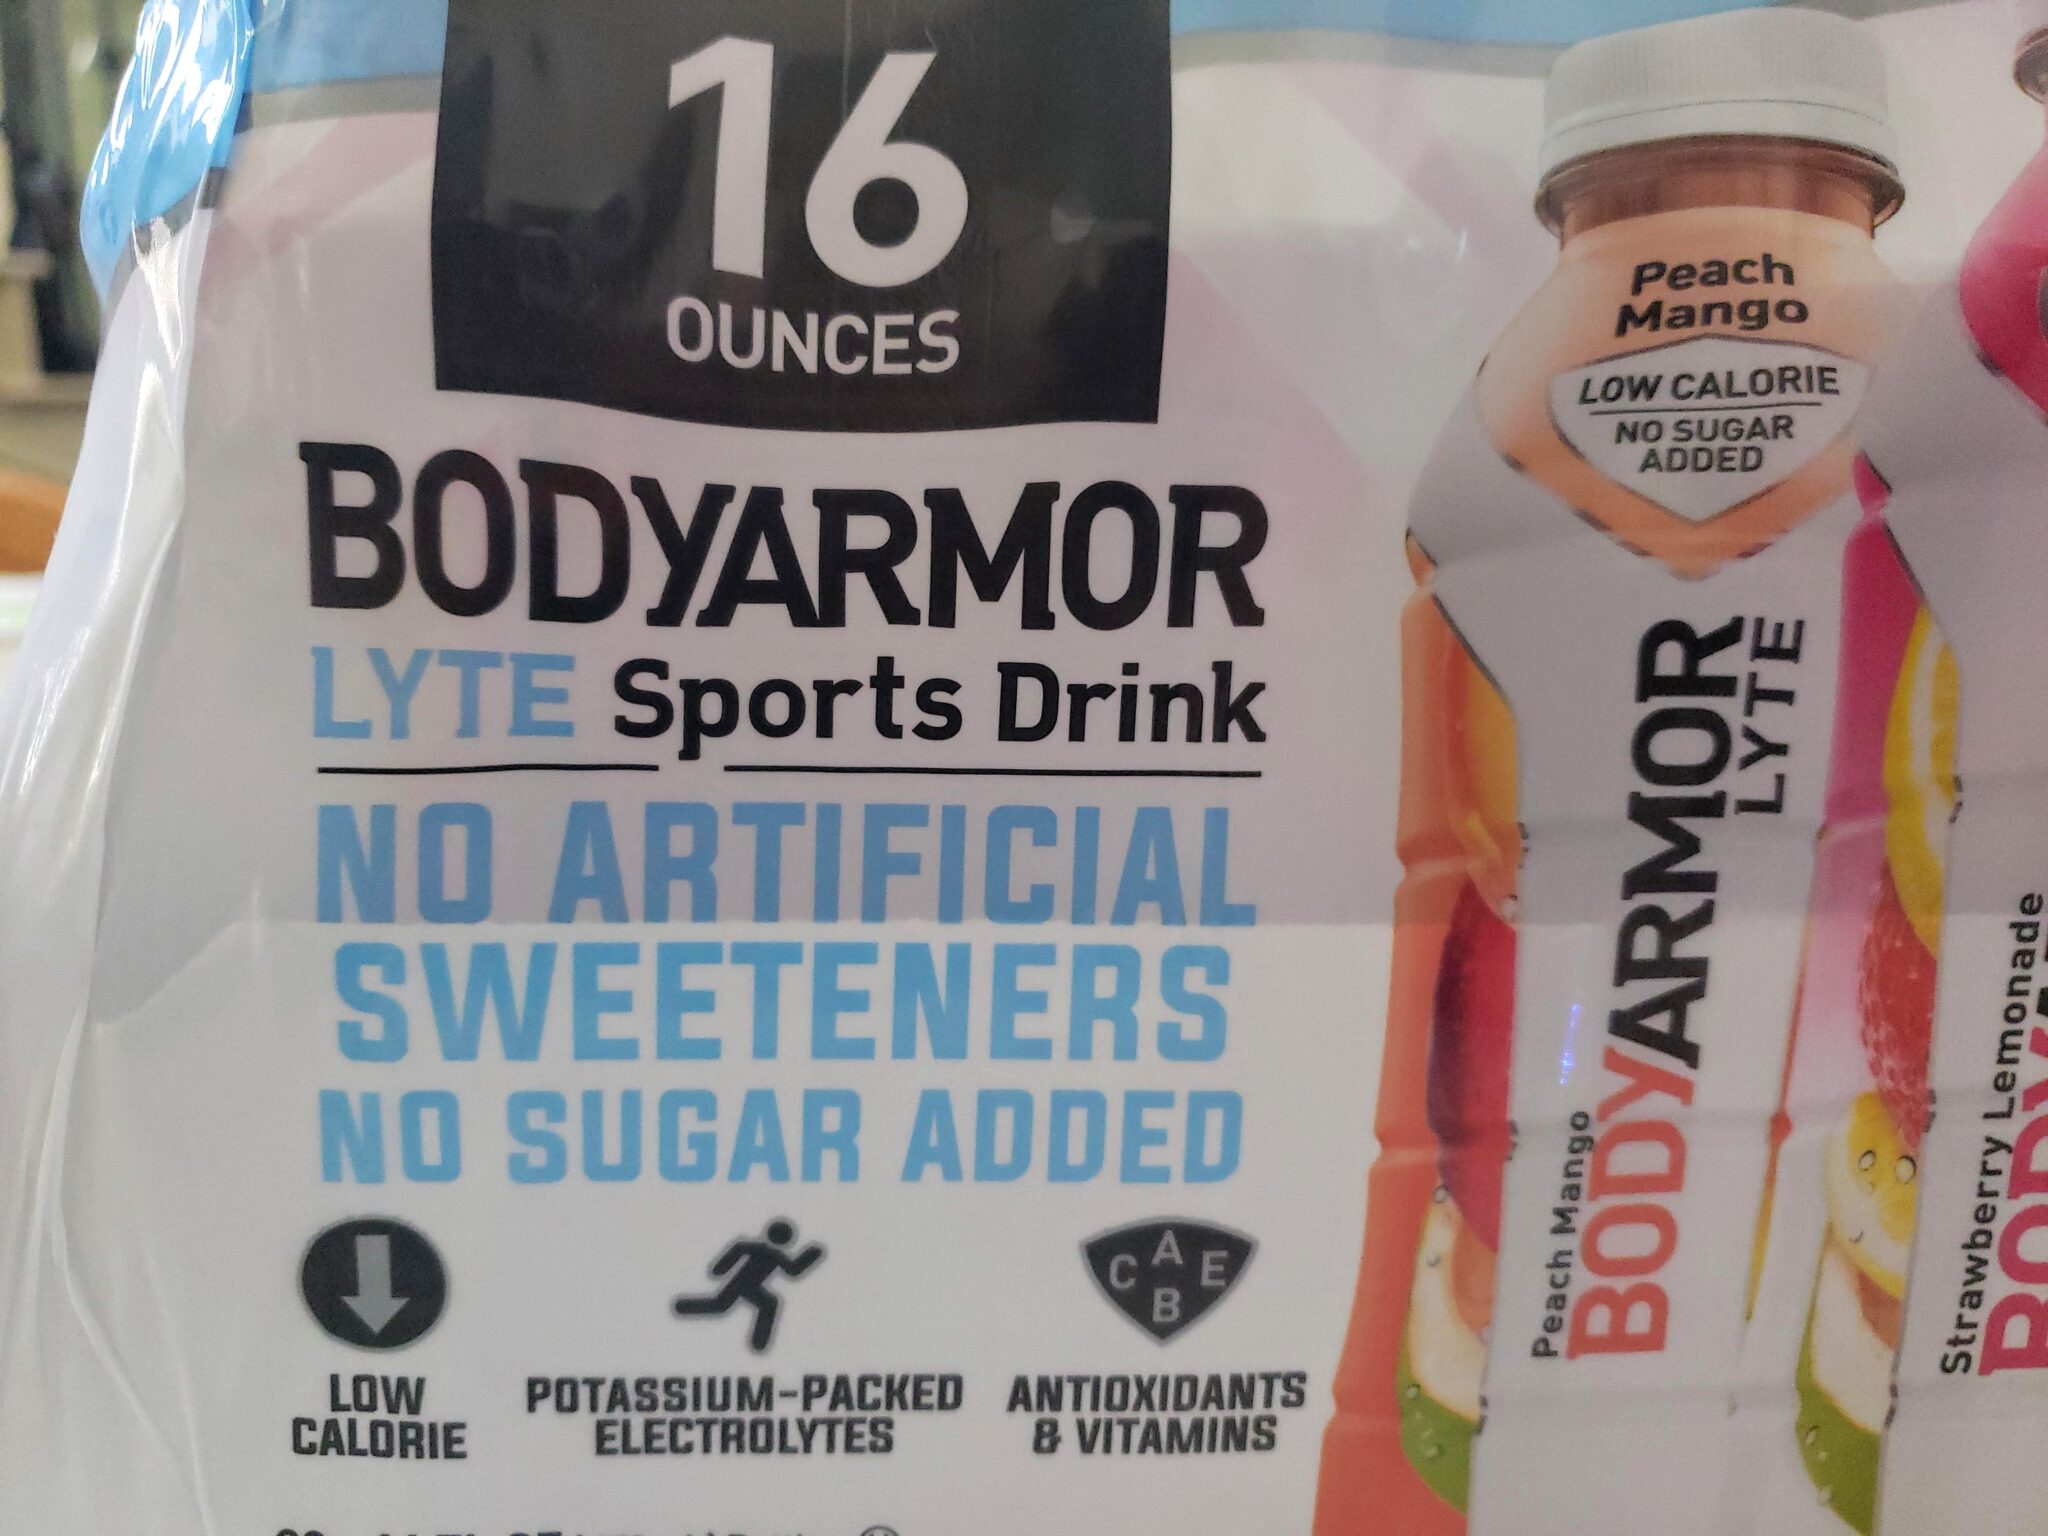 16
OUNCES
BODYARMOR
LYTE Sports Drink
NO ARTIFICIAL
SWEETENERS
NO SUGAR ADDED
LOW
CALORIE
POTASSIUM-PACKED
ELECTROLYTES
C A E
B
ANTIOXIDANTS
& VITAMINS
Peach
Mango
LOW CALORIE
NO SUGAR
ADDED
Peach Mango
BODYARMOR
LYTE
Strawberry Lemonade